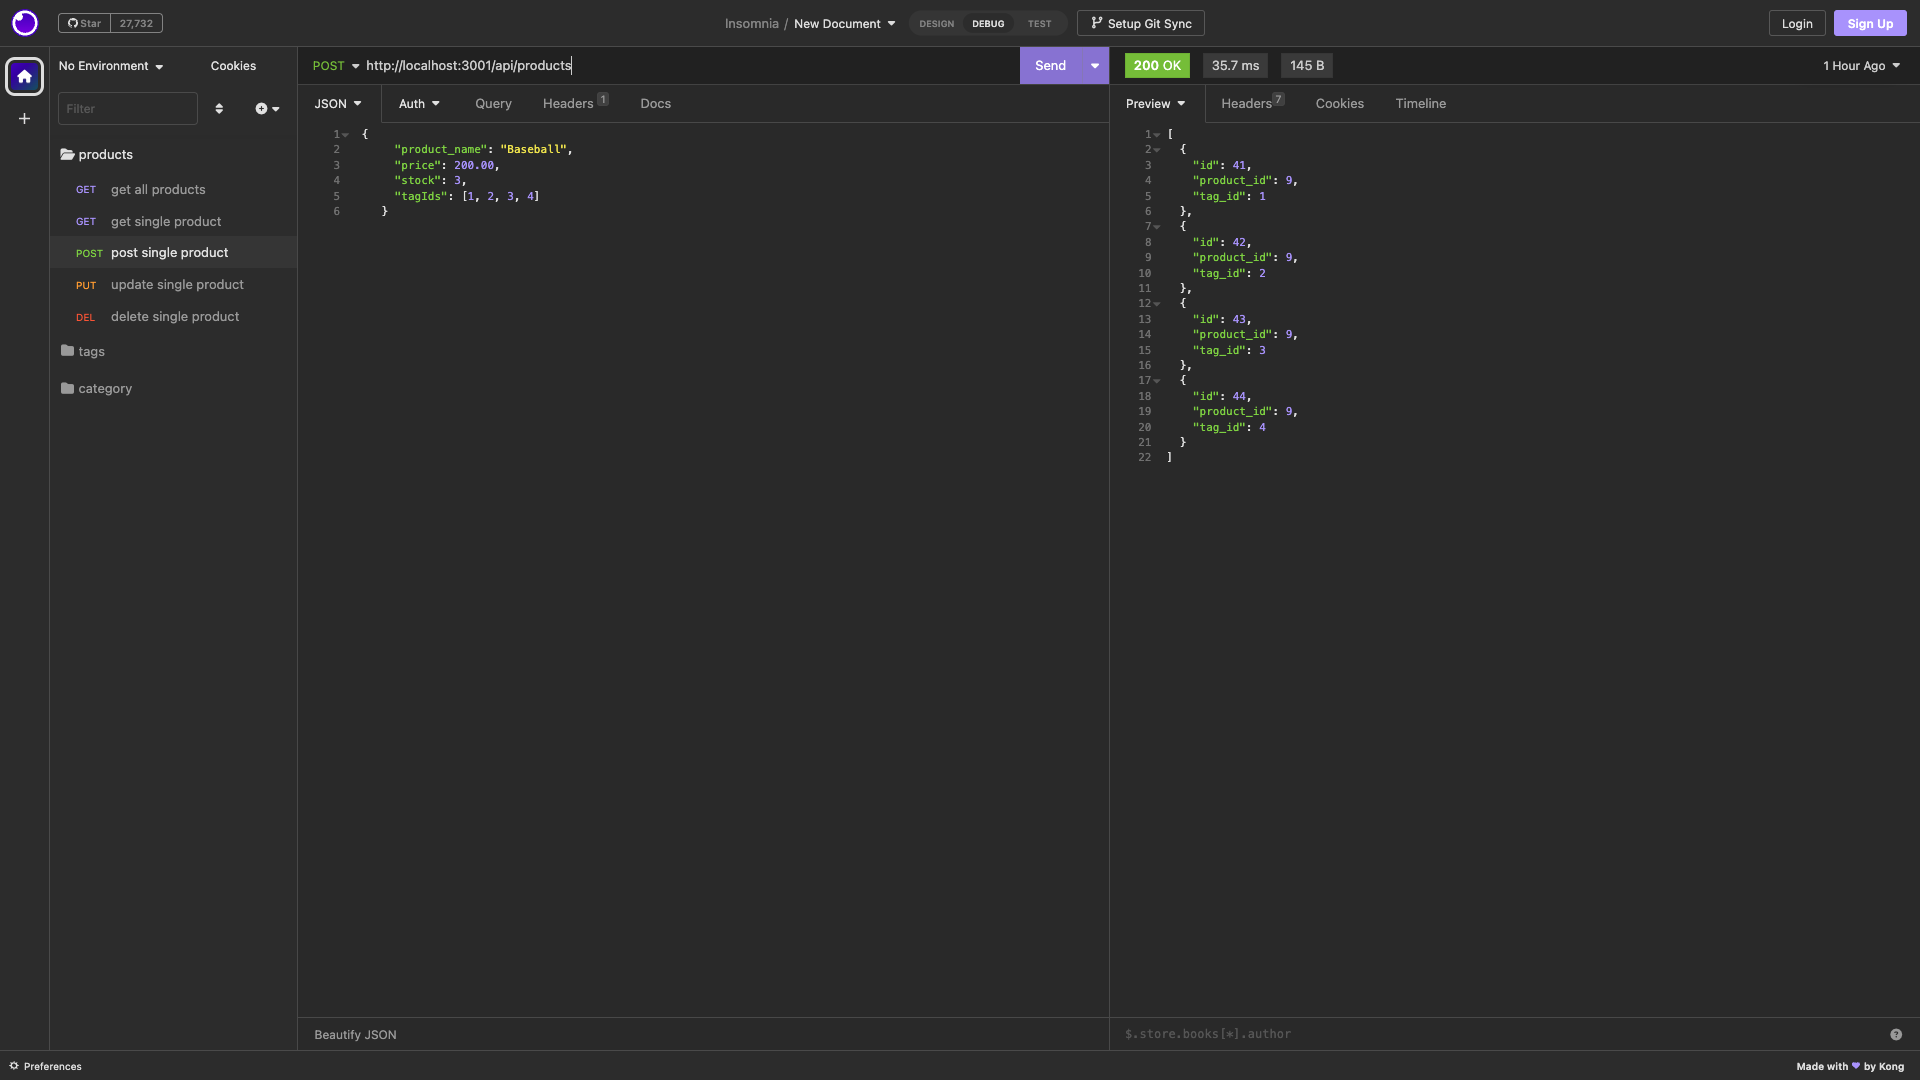 Star 27,732
Insomnia / New Document
DESIGN DEBUG TEST
Setup Git Sync
Login
Sign Up
No Environment
Cookies
Filter
products
GET get all products
GET get single product
POST post single product
PUT update single product
DEL delete single product
tags
category
POST http://localhost:3001/api/products
Send
JSON Auth Query Headers 1 Docs
1 {
2 "product_name": "Baseball",
3 "price": 200.00,
4 "stock": 3,
5 "tagIds": [1, 2, 3, 4]
6 }
Beautify JSON
200 OK 35.7 ms 145 B
1 Hour Ago
Preview Headers 7 Cookies Timeline
1 [
2 {
3 "id": 41,
4 "product_id": 9,
5 "tag_id": 1
6 },
7 {
8 "id": 42,
9 "product_id": 9,
10 "tag_id": 2
11 },
12 {
13 "id": 43,
14 "product_id": 9,
15 "tag_id": 3
16 },
17 {
18 "id": 44,
19 "product_id": 9,
20 "tag_id": 4
21 }
22 ]
$.store.books[*].author
?
Preferences
Made with ♥ by Kong